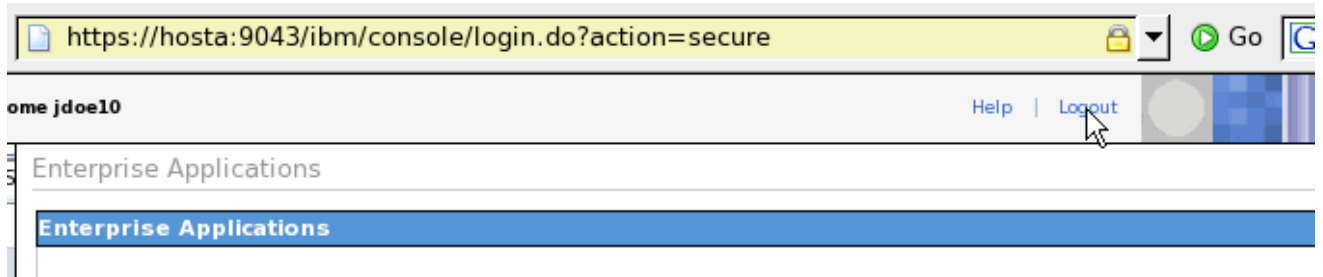 https://hosta:9043/ibm/console/login.do?action=secure Go G
ome jdoe10 Help | Logout
s
Enterprise Applications
Enterprise Applications